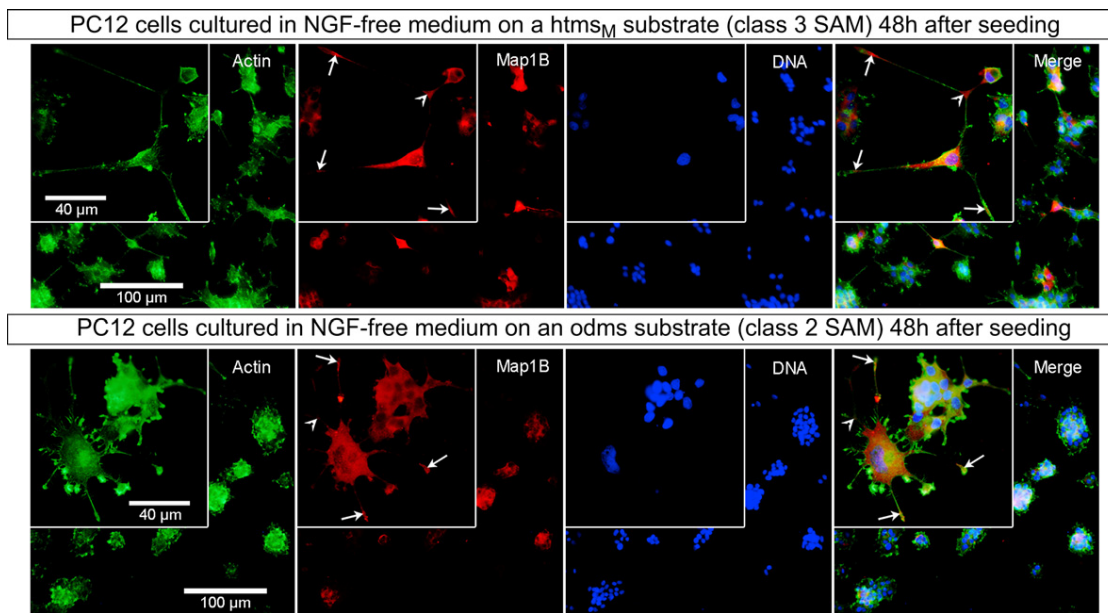 PC12 cells cultured in NGF-free medium on a htmsM substrate (class 3 SAM) 48h after seeding
Actin
Map1B
DNA
Merge
40 µm
100 µm
PC12 cells cultured in NGF-free medium on an odms substrate (class 2 SAM) 48h after seeding
Actin
Map1B
DNA
Merge
40 µm
100 µm